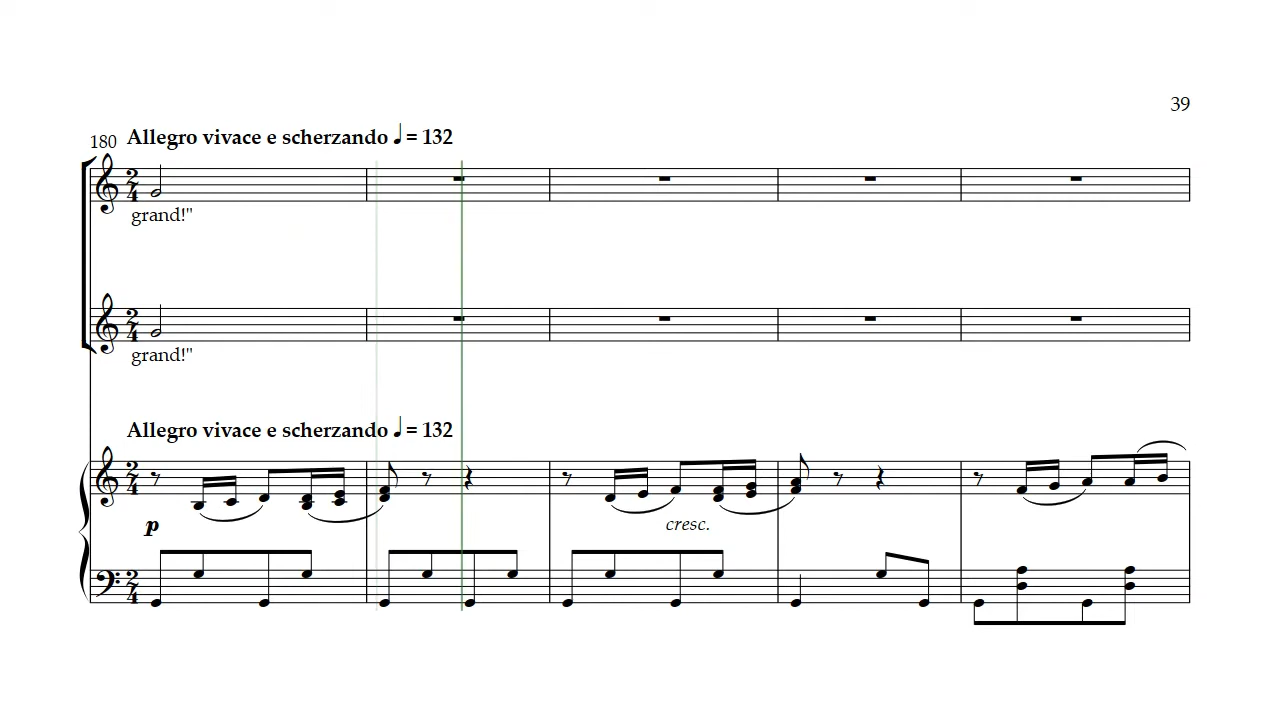 39
180 Allegro vivace e scherzando ♩ = 132
grand!"
grand!"
Allegro vivace e scherzando ♩ = 132
p
cresc.